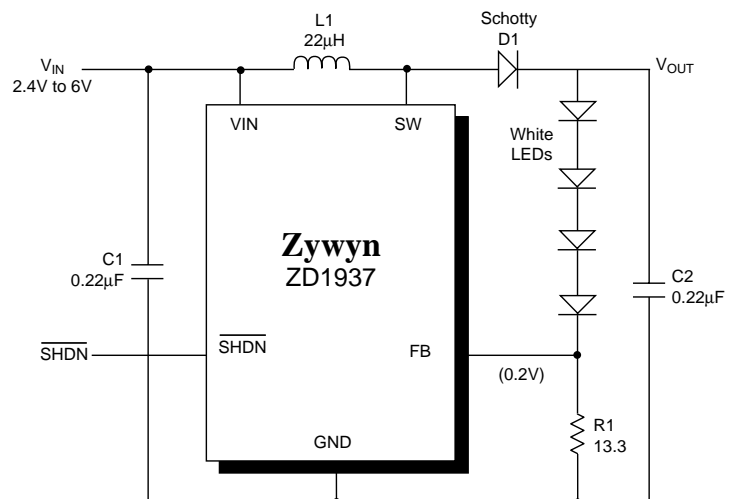 L1
22μH
Schotty
D1
VIN
2.4V to 6V
VOUT
VIN
SW
White
LEDs
Zywyn
ZD1937
C1
0.22μF
C2
0.22μF
SHDN
SHDN
FB
(0.2V)
R1
13.3
GND